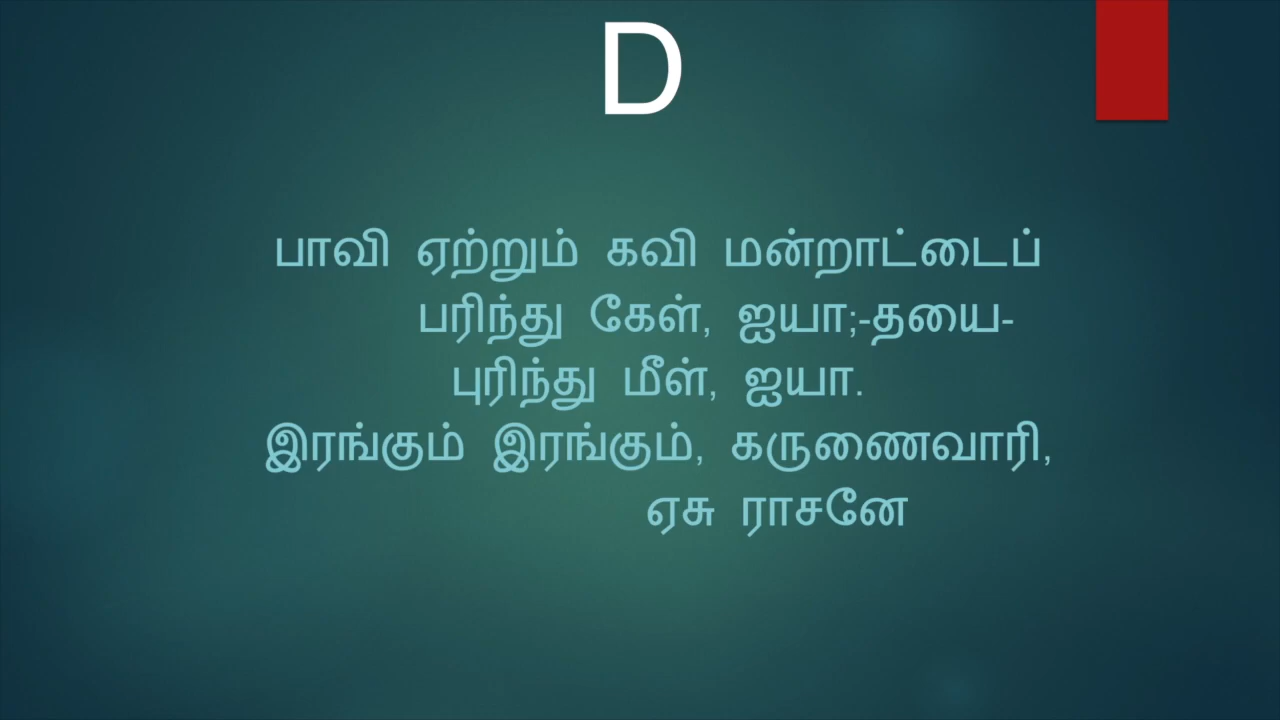 D
பாவி ஏற்றும் கவி மன்றாட்டைப்
பரிந்து கேள், ஐயா;-தயை-
புரிந்து மீள், ஐயா.
இரங்கும் இரங்கும், கருணைவாரி,
ஏசு ராசனே